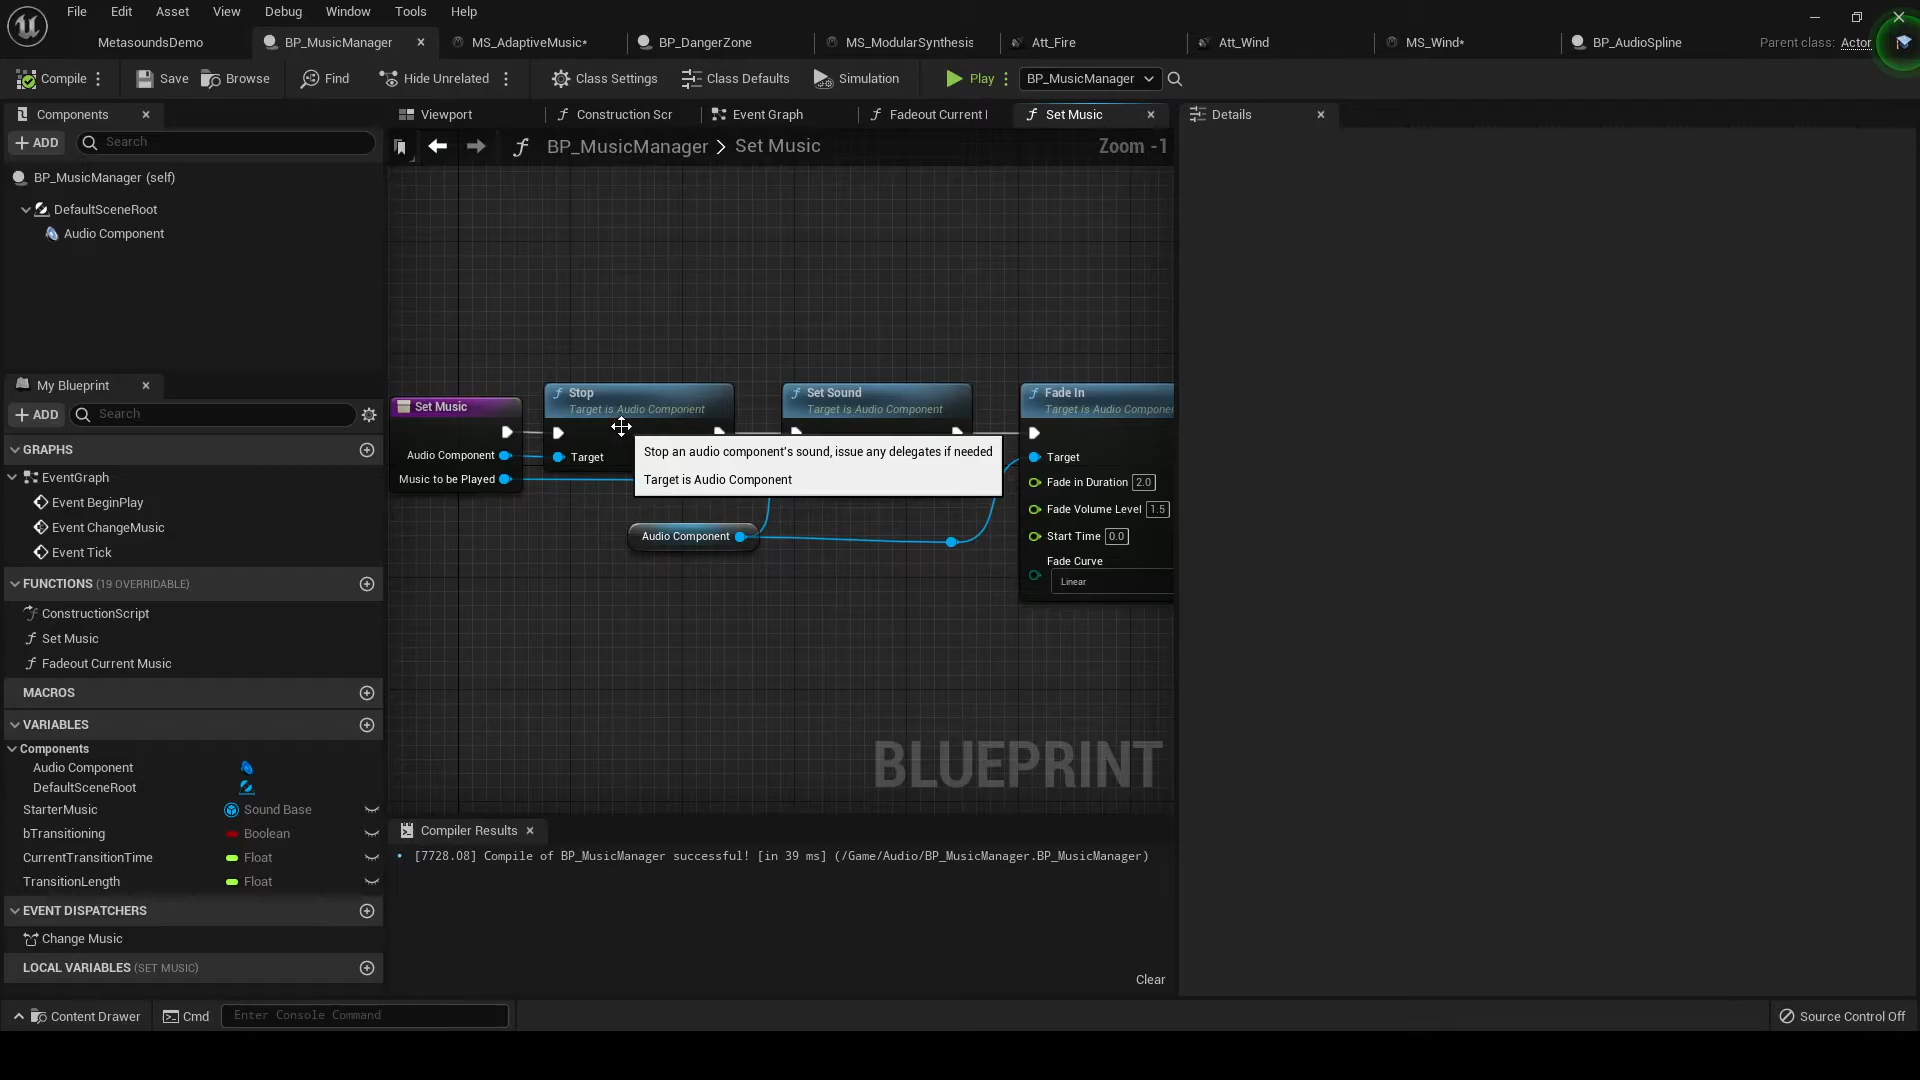 File Edit Asset View Debug Window Tools Help
MetasoundsDemo BP_MusicManager MS_AdaptiveMusic* BP_DangerZone MS_ModularSynthesis Att_Fire Att_Wind MS_Wind* BP_AudioSpline Parent class: Actor
Compile Save Browse Find Hide Unrelated Class Settings Class Defaults Simulation Play BP_MusicManager
Components Viewport Construction Scr Event Graph Fadeout Current Set Music Details
ADD Search
BP_MusicManager > Set Music Zoom -1
BP_MusicManager (self)
DefaultSceneRoot
Audio Component
My Blueprint
ADD Search
GRAPHS
EventGraph
Event BeginPlay
Event ChangeMusic
Event Tick
FUNCTIONS (19 OVERRIDABLE)
ConstructionScript
Set Music
Fadeout Current Music
MACROS
VARIABLES
Components
Audio Component
DefaultSceneRoot
StarterMusic Sound Base
bTransitioning Boolean
CurrentTransitionTime Float
TransitionLength Float
EVENT DISPATCHERS
Change Music
LOCAL VARIABLES (SET MUSIC)
Set Music
Audio Component
Music to be Played
Stop
Target is Audio Component
Target
Set Sound
Target is Audio Component
Stop an audio component's sound, issue any delegates if needed
Target is Audio Component
Audio Component
Fade In
Target is Audio Compone
Target
Fade in Duration 2.0
Fade Volume Level 1.5
Start Time 0.0
Fade Curve
Linear
BLUEPRINT
Compiler Results
[7728.08] Compile of BP_MusicManager successful! [in 39 ms] (/Game/Audio/BP_MusicManager.BP_MusicManager)
Clear
Content Drawer Cmd Enter Console Command Source Control Off